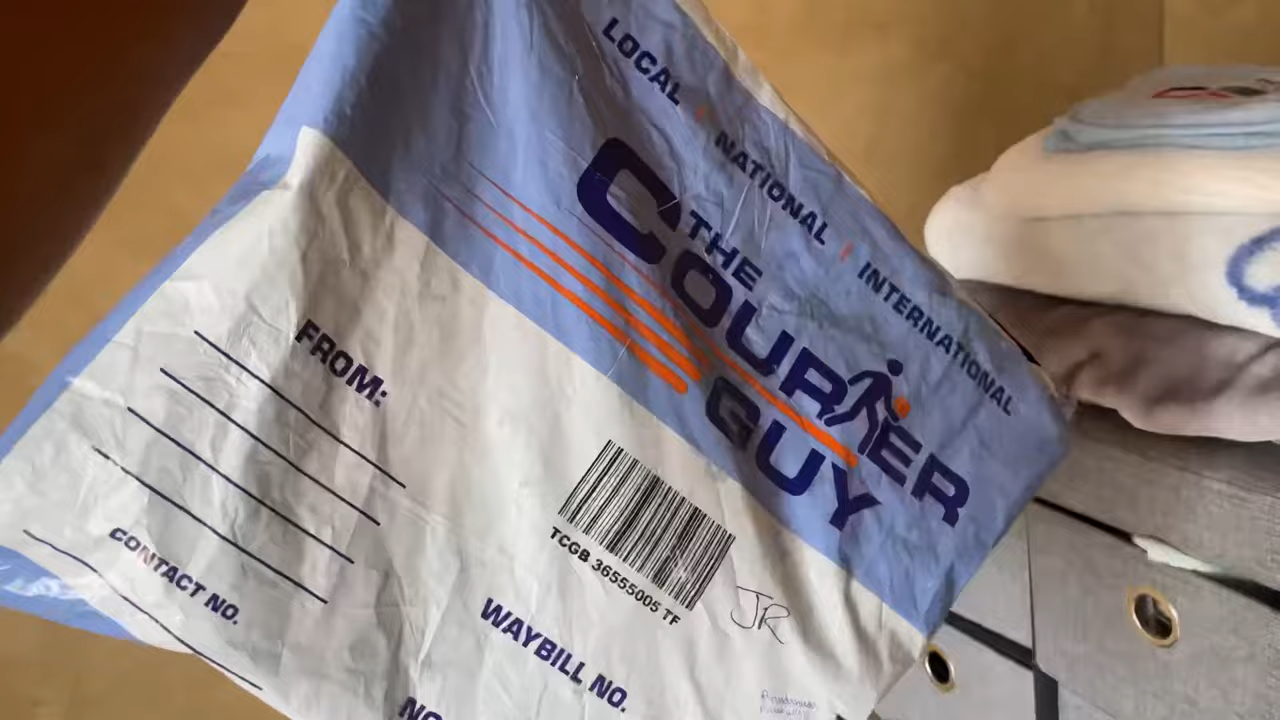 LOCAL NATIONAL INTERNATIONAL
THE
COURIER
GUY
FROM:
CONTACT NO.
TCGB 36555005 TF
JR
WAYBILL NO.